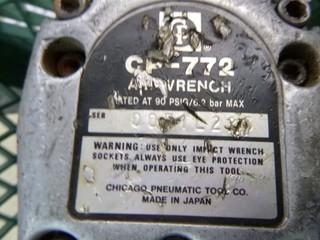 CP-772
WRENCH
RATED AT 90 PSIG/6.2 bar MAX
SER
WARNING: USE ONLY IMPACT WRENCH
SOCKETS. ALWAYS USE EYE PROTECTION
WHEN OPERATING THIS TOOL.
CHICAGO PNEUMATIC TOOL CO.
MADE IN JAPAN